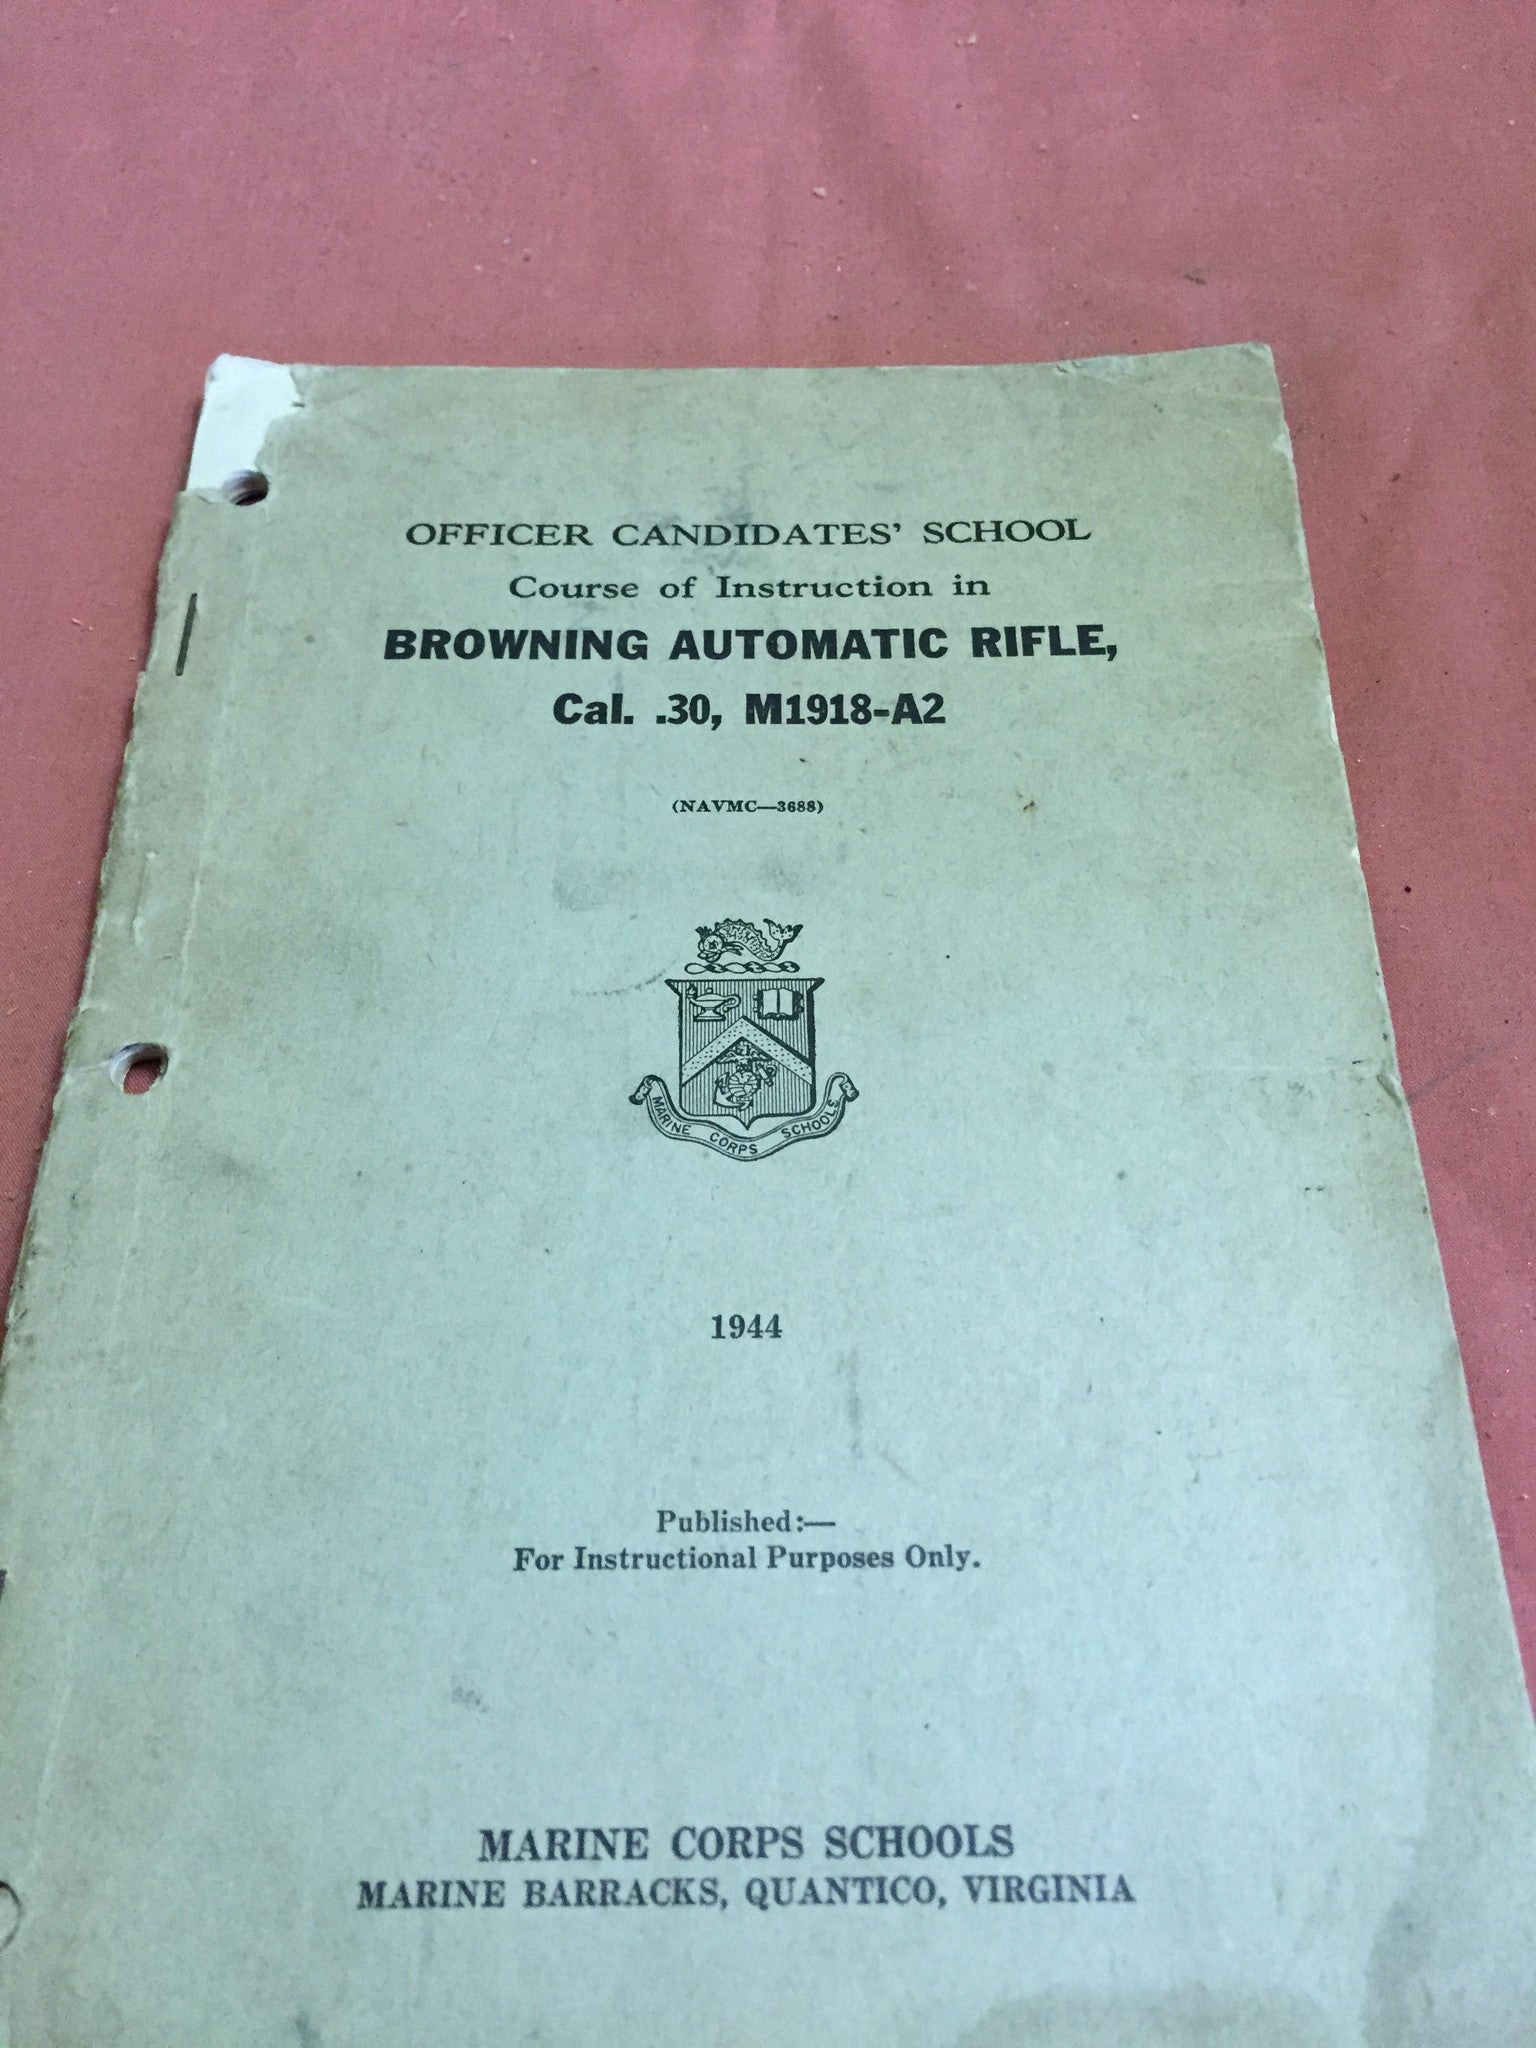 OFFICER CANDIDATES' SCHOOL
Course of Instruction in
BROWNING AUTOMATIC RIFLE,
Cal. .30, M1918-A2
(NAVMC—3688)
MARINE CORPS SCHOOLS
1944
Published:—
For Instructional Purposes Only.
MARINE CORPS SCHOOLS
MARINE BARRACKS, QUANTICO, VIRGINIA